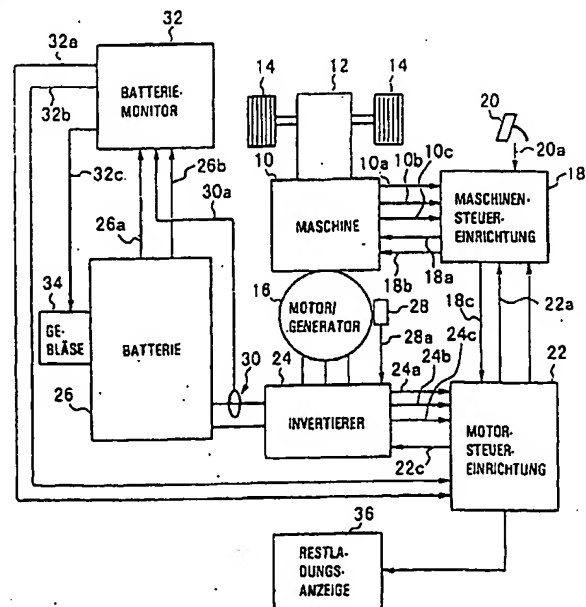 32
32a
32b
BATTERIE-
MONITOR
14
12
14
20
20a
32c
26b
30a
26a
10
10a
10b
10c
MASCHINE
18
MASCHINEN-
STEUER-
EINRICHTUNG
18a
18b
34
GE-
BLÄSE
BATTERIE
26
16
MOTOR/
GENERATOR
28
28a
18c
22a
22
30
24
INVERTIERER
24a
24b
24c
22c
MOTOR-
STEUER-
EINRICHTUNG
36
RESTLA-
DUNGS-
ANZEIGE